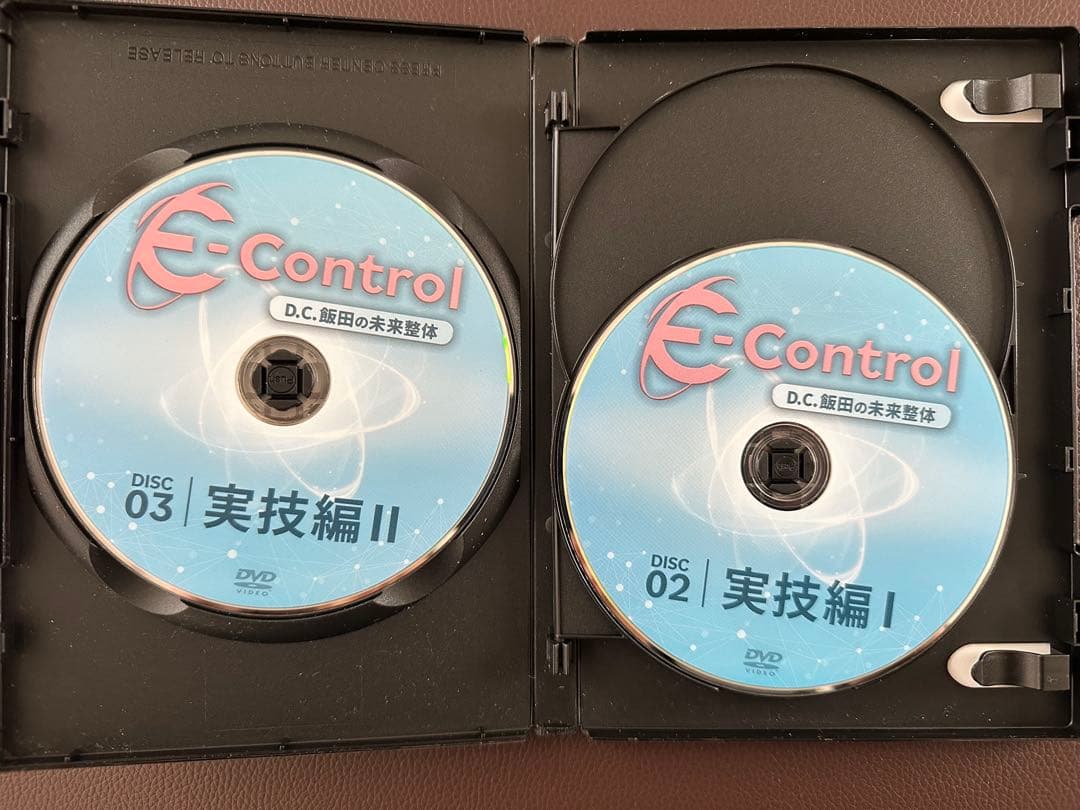 PRESS CENTER BUTTONS TO RELEASE
E-Control
D.C.飯田の未来整体
DISC
03
実技編II
DVD
VIDEO
E-Control
D.C.飯田の未来整体
DISC
02
実技編I
DVD
VIDEO